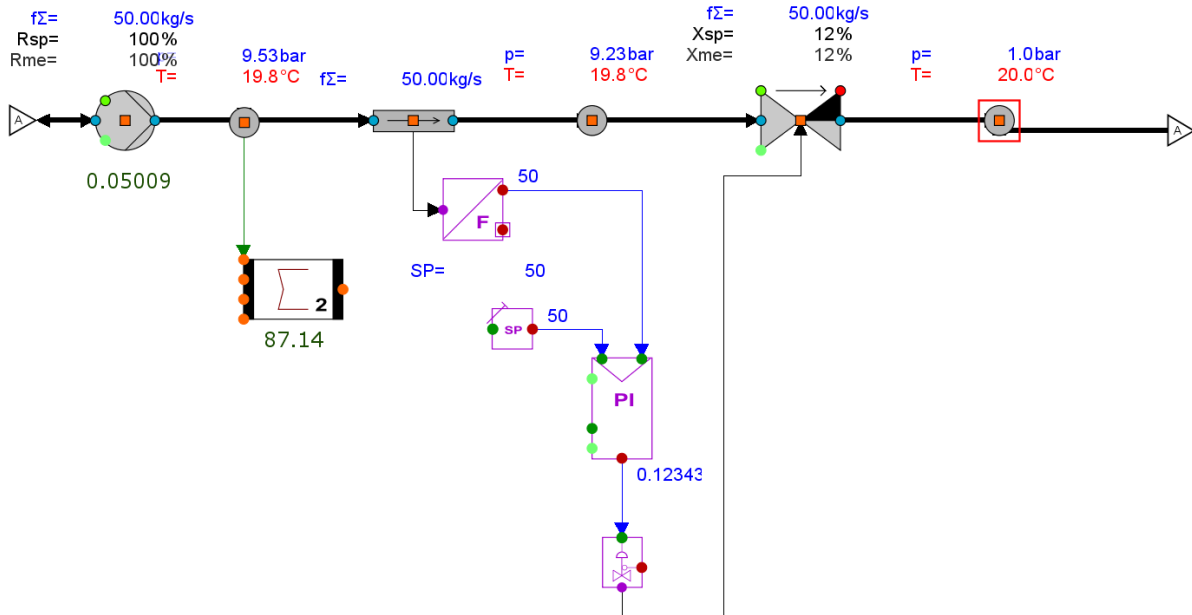 fΣ= 50.00kg/s
Rsp= 100%
Rme= 100%
p= 9.53bar
T= 19.8°C
fΣ= 50.00kg/s
p= 9.23bar
T= 19.8°C
fΣ= 50.00kg/s
Xsp= 12%
Xme= 12%
p= 1.0bar
T= 20.0°C
A
A
0.05009
50
F
2
87.14
SP= 50
SP
50
PI
0.12343